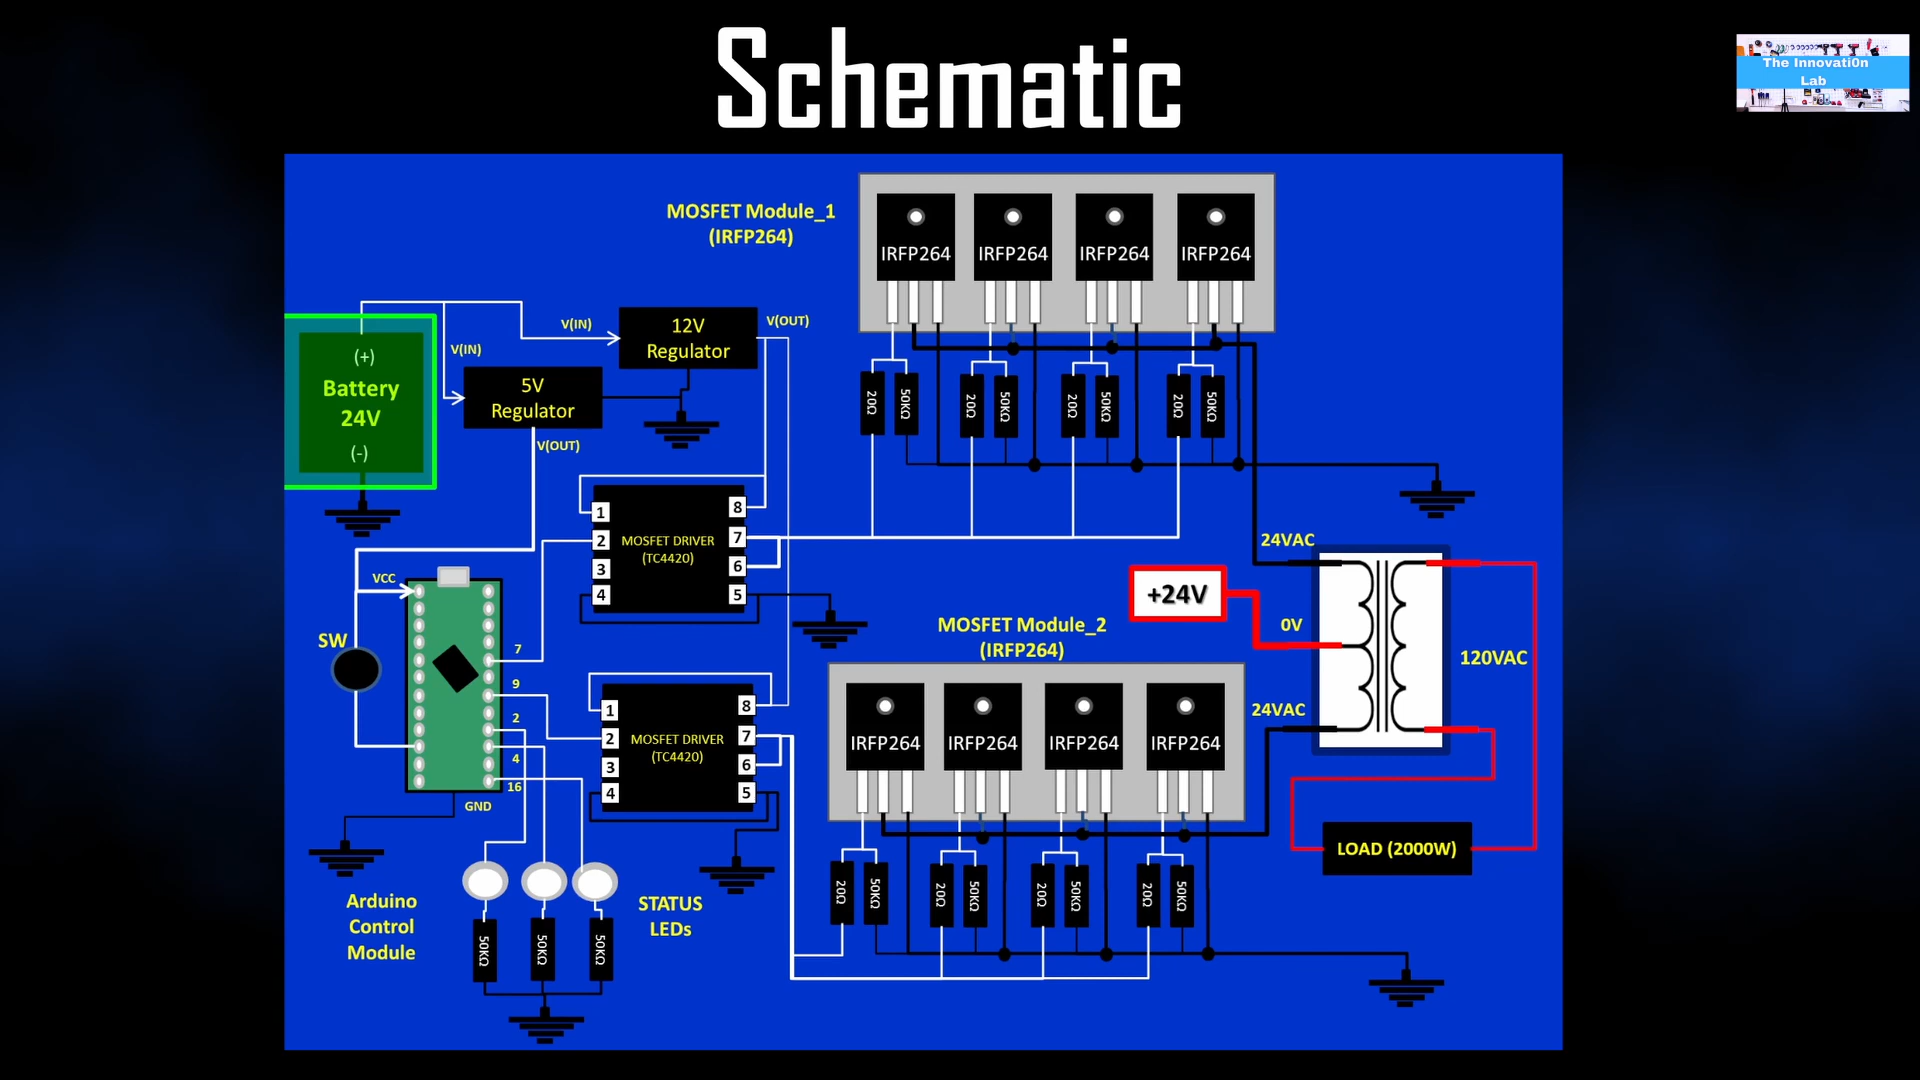 Schematic
The Innovati0n
Lab
MOSFET Module_1
(IRFP264)
IRFP264
IRFP264
IRFP264
IRFP264
(+)
Battery
24V
(-)
V(IN)
V(IN)
12V
Regulator
V(OUT)
5V
Regulator
V(OUT)
20Ω
50KΩ
20Ω
50KΩ
20Ω
50KΩ
20Ω
50KΩ
1
2
3
4
MOSFET DRIVER
(TC4420)
8
7
6
5
24VAC
+24V
0V
24VAC
120VAC
LOAD (2000W)
VCC
SW
7
9
2
4
16
GND
MOSFET Module_2
(IRFP264)
IRFP264
IRFP264
IRFP264
IRFP264
1
2
3
4
MOSFET DRIVER
(TC4420)
8
7
6
5
20Ω
50KΩ
20Ω
50KΩ
20Ω
50KΩ
20Ω
50KΩ
Arduino
Control
Module
STATUS
LEDs
50KΩ
50KΩ
50KΩ